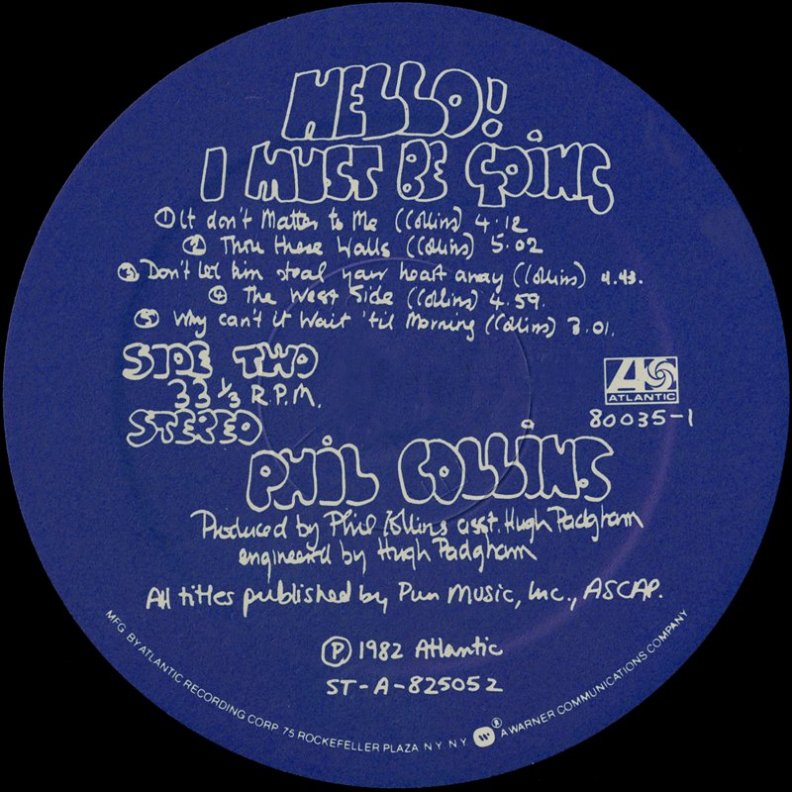 HELLO!
I MUST BE GOING
① It don't Matter to Me (Collins) 4.12
② Thru these Walls (Collins) 5.02
③ Don't let him steal your heart away (Collins) 4.43.
④ The West Side (Collins) 4.59.
⑤ Why can't it Wait 'til Morning (Collins) 3.01.
SIDE TWO
33 1/3 R.P.M.
STEREO
ATLANTIC
80035-1
PHIL COLLINS
Produced by Phil Collins asst. Hugh Padgham
engineered by Hugh Padgham
All titles published by Pun Music, Inc., ASCAP.
Ⓟ 1982 Atlantic
ST-A-825052
MFG BY ATLANTIC RECORDING CORP 75 ROCKEFELLER PLAZA N Y N Y W ® A WARNER COMMUNICATIONS COMPANY